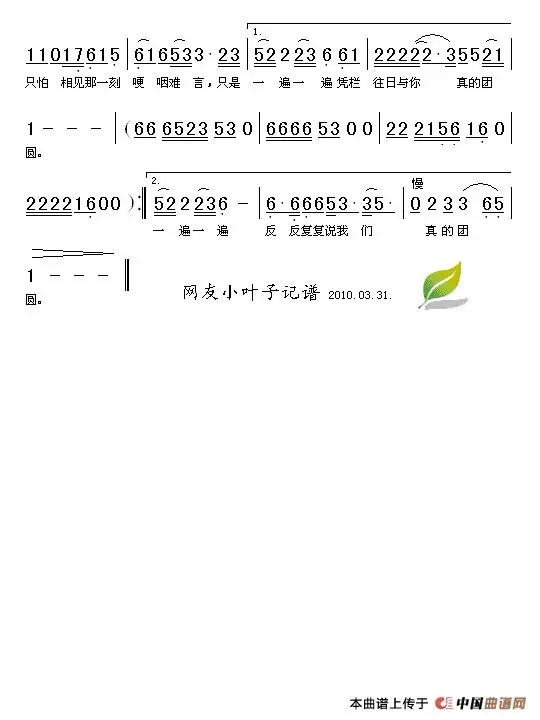 1.
1 1 0 1 7 6 1 5 | 6 1 6 5 3 3 · 2 3 | 5 2 2 2 3 6 6 1 | 2 2 2 2 2 · 3 5 5 2 1 |
只怕 相见那一刻 哽 咽难 言，只是 一 遍一 遍 凭栏 往日与你 真的团
1 - - - | ( 6 6 6 5 2 3 5 3 0 | 6 6 6 6 5 3 0 0 | 2 2 2 1 5 6 1 6 0 |
圆。
2. 慢
2 2 2 2 1 6 0 0 ) :‖ 5 2 2 2 3 6 - | 6 · 6 6 6 5 3 · 3 5 · | 0 2 3 3 6 5 |
一 遍一 遍 反 反复复说我 们 真 的 团
1 - - - ‖
圆。
网友小叶子记谱 2010.03.31.
本曲谱上传于 中国曲谱网